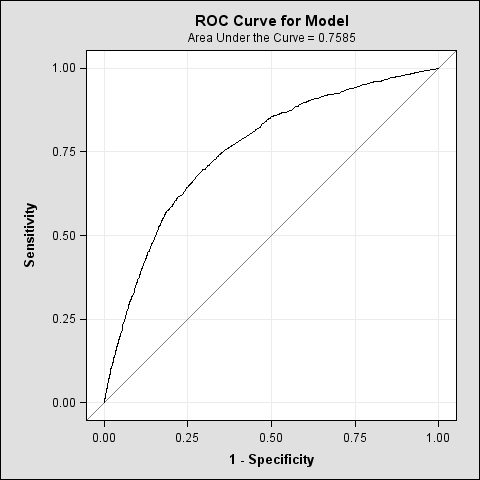 ROC Curve for Model
Area Under the Curve = 0.7585
1.00
0.75
0.50
0.25
0.00
Sensitivity
0.00 0.25 0.50 0.75 1.00
1 - Specificity